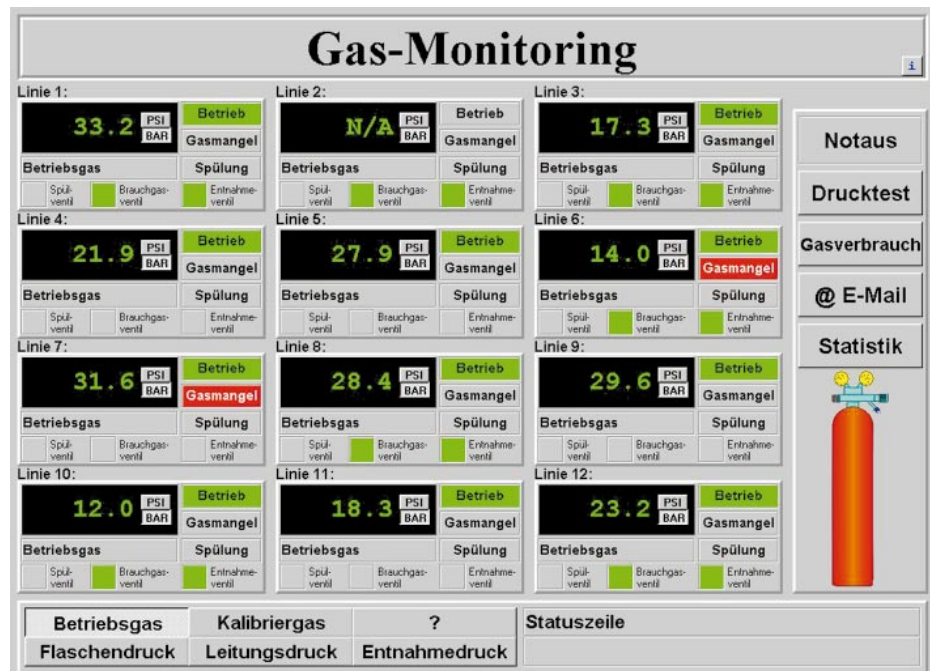 Gas-Monitoring
i
Linie 1:
33.2 PSI BAR
Betrieb
Gasmangel
Betriebsgas Spülung
Spül-ventil Brauchgas-ventil Entnahme-ventil
Linie 2:
N/A PSI BAR
Betrieb
Gasmangel
Betriebsgas Spülung
Spül-ventil Brauchgas-ventil Entnahme-ventil
Linie 3:
17.3 PSI BAR
Betrieb
Gasmangel
Betriebsgas Spülung
Spül-ventil Brauchgas-ventil Entnahme-ventil
Linie 4:
21.9 PSI BAR
Betrieb
Gasmangel
Betriebsgas Spülung
Spül-ventil Brauchgas-ventil Entnahme-ventil
Linie 5:
27.9 PSI BAR
Betrieb
Gasmangel
Betriebsgas Spülung
Spül-ventil Brauchgas-ventil Entnahme-ventil
Linie 6:
14.0 PSI BAR
Betrieb
Gasmangel
Betriebsgas Spülung
Spül-ventil Brauchgas-ventil Entnahme-ventil
Linie 7:
31.6 PSI BAR
Betrieb
Gasmangel
Betriebsgas Spülung
Spül-ventil Brauchgas-ventil Entnahme-ventil
Linie 8:
28.4 PSI BAR
Betrieb
Gasmangel
Betriebsgas Spülung
Spül-ventil Brauchgas-ventil Entnahme-ventil
Linie 9:
29.6 PSI BAR
Betrieb
Gasmangel
Betriebsgas Spülung
Spül-ventil Brauchgas-ventil Entnahme-ventil
Linie 10:
12.0 PSI BAR
Betrieb
Gasmangel
Betriebsgas Spülung
Spül-ventil Brauchgas-ventil Entnahme-ventil
Linie 11:
18.3 PSI BAR
Betrieb
Gasmangel
Betriebsgas Spülung
Spül-ventil Brauchgas-ventil Entnahme-ventil
Linie 12:
23.2 PSI BAR
Betrieb
Gasmangel
Betriebsgas Spülung
Spül-ventil Brauchgas-ventil Entnahme-ventil
Notaus
Drucktest
Gasverbrauch
@ E-Mail
Statistik
Betriebsgas Kalibriergas ?
Flaschendruck Leitungsdruck Entnahmedruck
Statuszeile